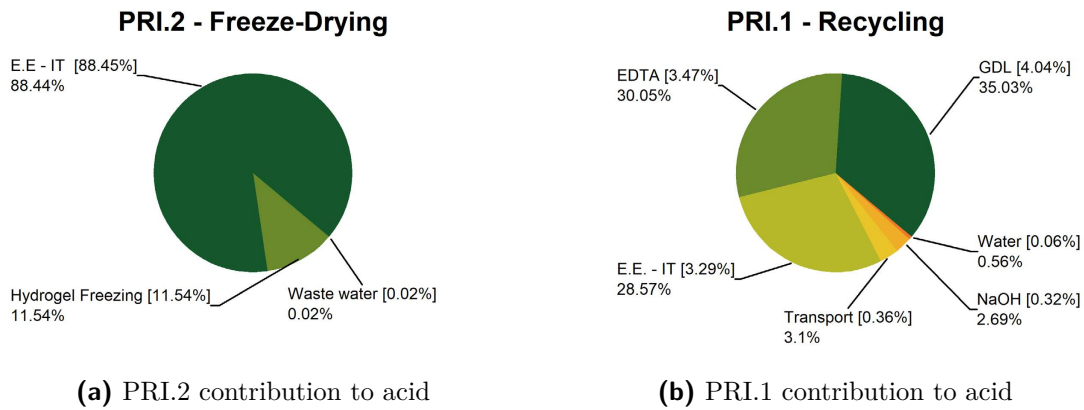 PRI.2 - Freeze-Drying
E.E - IT [88.45%]
88.44%
Hydrogel Freezing [11.54%]
11.54%
Waste water [0.02%]
0.02%
(a) PRI.2 contribution to acid
PRI.1 - Recycling
EDTA [3.47%]
30.05%
GDL [4.04%]
35.03%
E.E. - IT [3.29%]
28.57%
Water [0.06%]
0.56%
NaOH [0.32%]
2.69%
Transport [0.36%]
3.1%
(b) PRI.1 contribution to acid